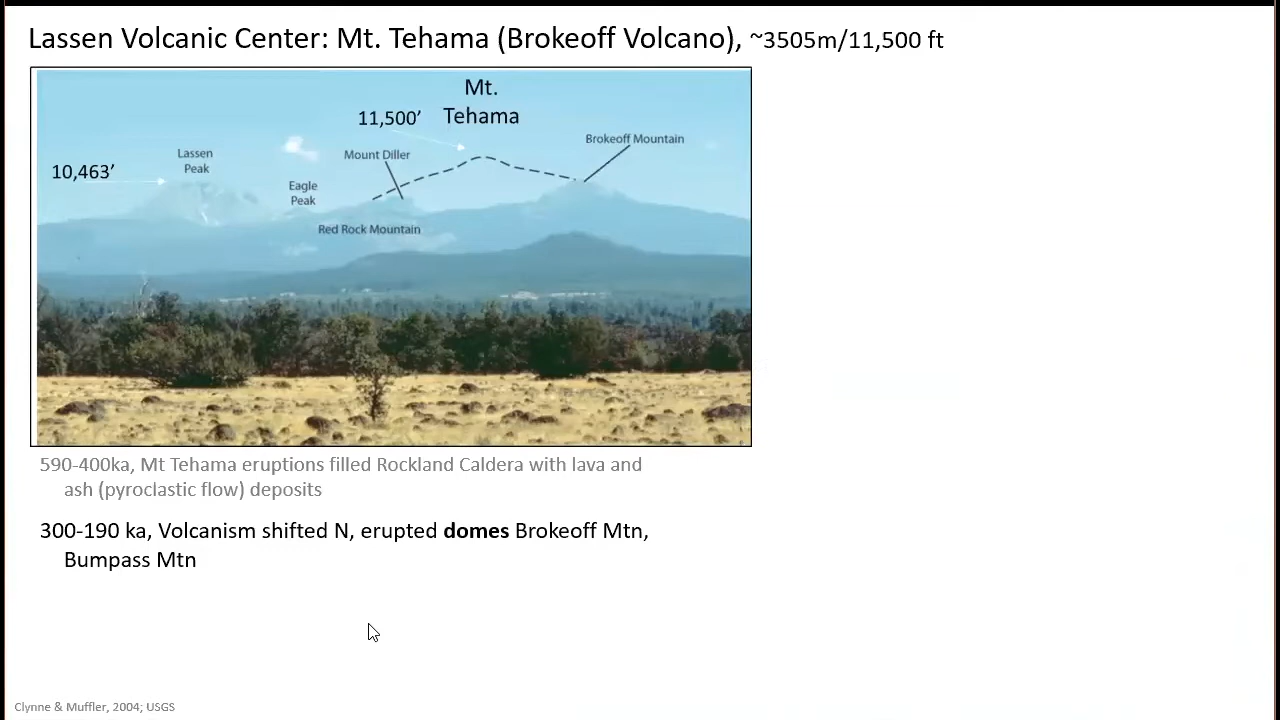 Lassen Volcanic Center: Mt. Tehama (Brokeoff Volcano), ~3505m/11,500 ft
Mt.
Tehama
11,500’
Brokeoff Mountain
Lassen
Peak
Mount Diller
10,463’
Eagle
Peak
Red Rock Mountain
590-400ka, Mt Tehama eruptions filled Rockland Caldera with lava and
ash (pyroclastic flow) deposits
300-190 ka, Volcanism shifted N, erupted domes Brokeoff Mtn,
Bumpass Mtn
Clynne & Muffler, 2004; USGS